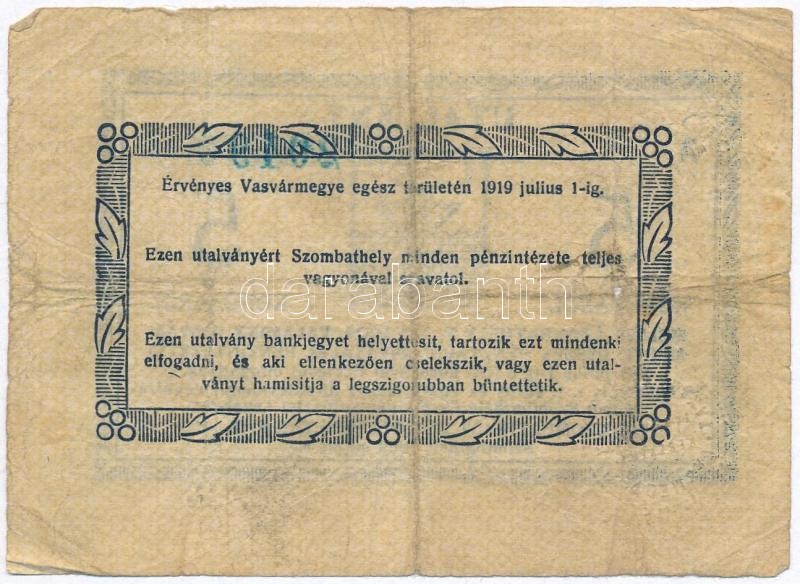 Érvényes Vasvármegye egész területén 1919 julius 1-ig.
Ezen utalványért Szombathely minden pénzintézete teljes
vagyonával szavatol.
darabanth
Ezen utalvány bankjegyet helyettesit, tartozik ezt mindenki
elfogadni, és aki ellenkezően cselekszik, vagy ezen utal-
ványt hamisitja a legszigorubban büntettetik.